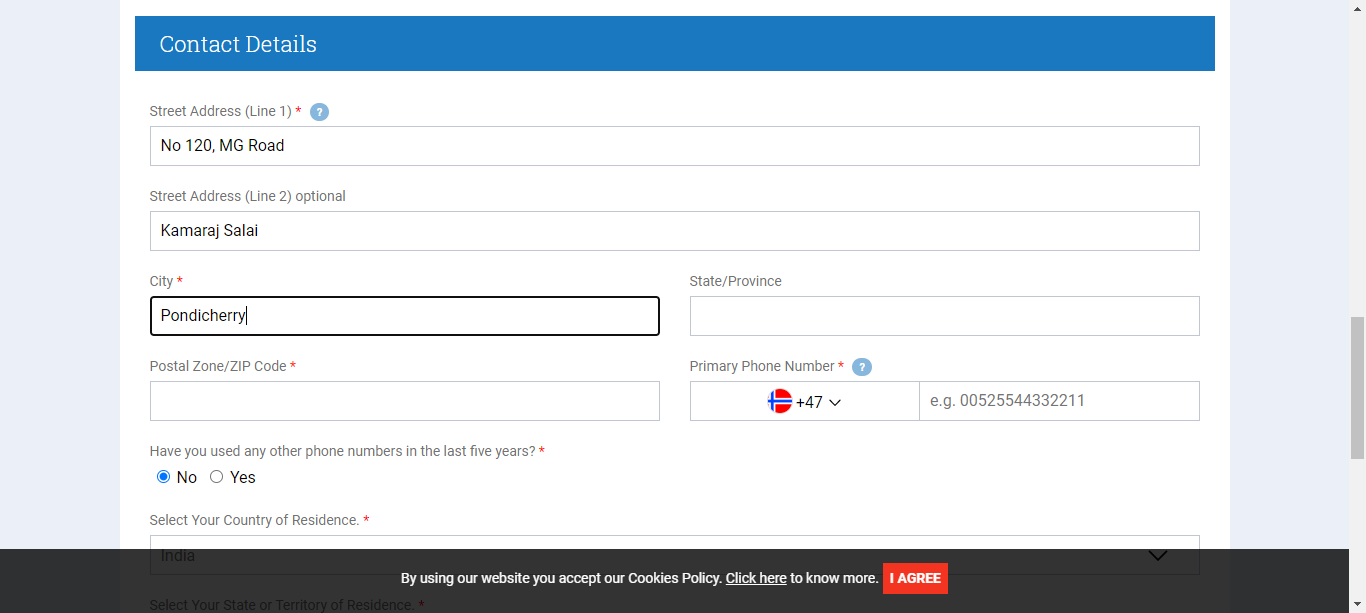 Contact Details
Street Address (Line 1) * ?
No 120, MG Road
Street Address (Line 2) optional
Kamaraj Salai
City * State/Province
Pondicherry
Postal Zone/ZIP Code * Primary Phone Number * ?
+47 e.g. 00525544332211
Have you used any other phone numbers in the last five years? *
No Yes
Select Your Country of Residence. *
India
By using our website you accept our Cookies Policy. Click here to know more. I AGREE
Select Your State or Territory of Residence. *